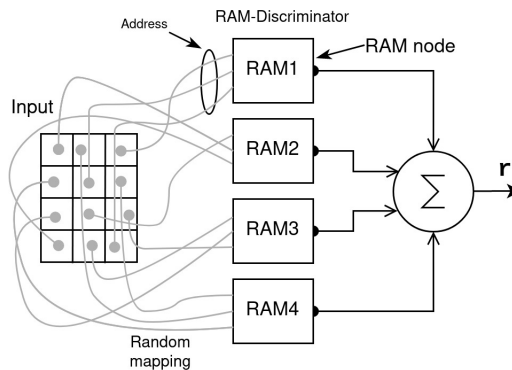 RAM-Discriminator
Address
RAM node
RAM1
Input
RAM2
r
Σ
RAM3
RAM4
Random
mapping